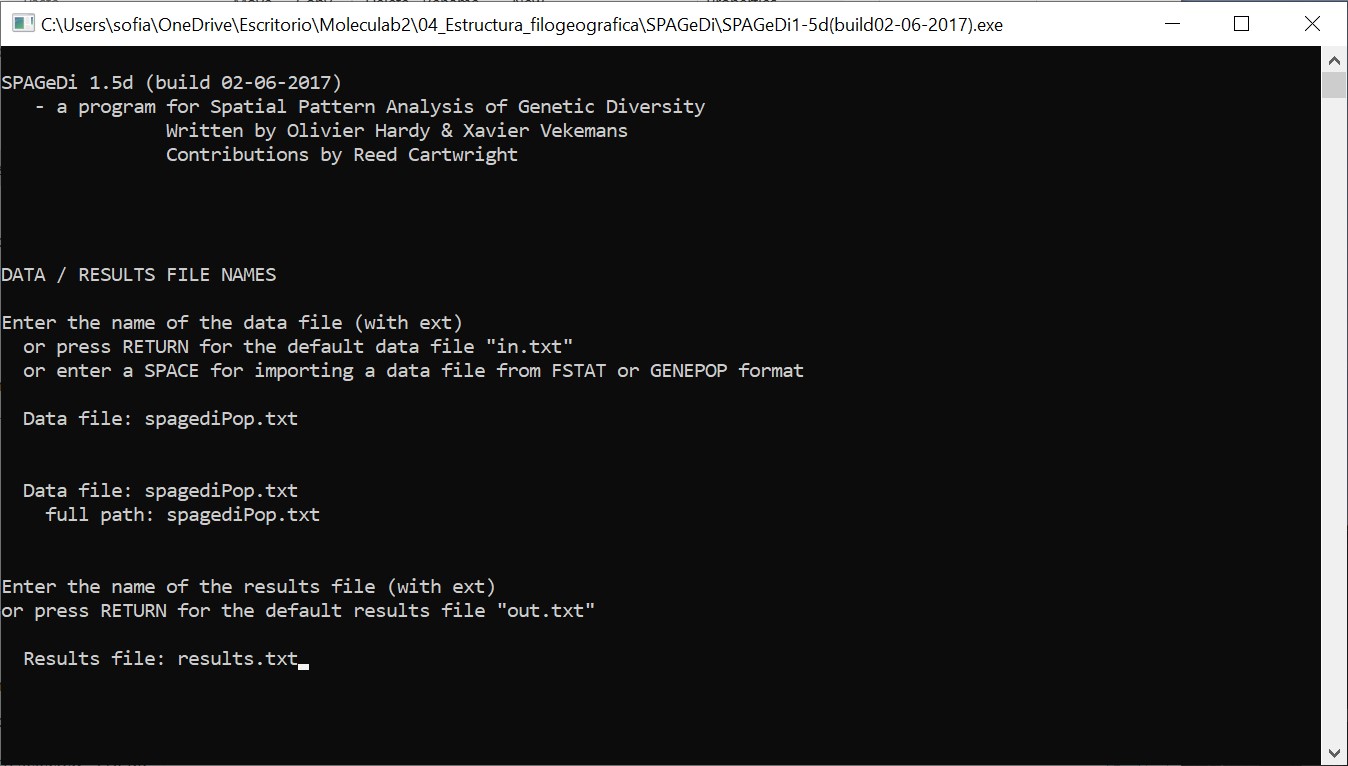 C:\Users\sofia\OneDrive\Escritorio\Moleculab2\04_Estructura_filogeografica\SPAGeDi\SPAGeDi1-5d(build02-06-2017).exe
SPAGeDi 1.5d (build 02-06-2017)
- a program for Spatial Pattern Analysis of Genetic Diversity
Written by Olivier Hardy & Xavier Vekemans
Contributions by Reed Cartwright
DATA / RESULTS FILE NAMES
Enter the name of the data file (with ext)
or press RETURN for the default data file "in.txt"
or enter a SPACE for importing a data file from FSTAT or GENEPOP format
Data file: spagediPop.txt
Data file: spagediPop.txt
full path: spagediPop.txt
Enter the name of the results file (with ext)
or press RETURN for the default results file "out.txt"
Results file: results.txt